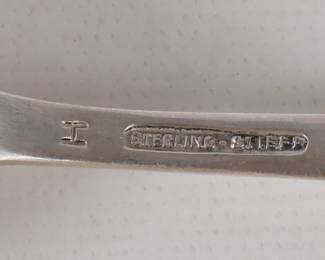 I STERLING - STIEFF